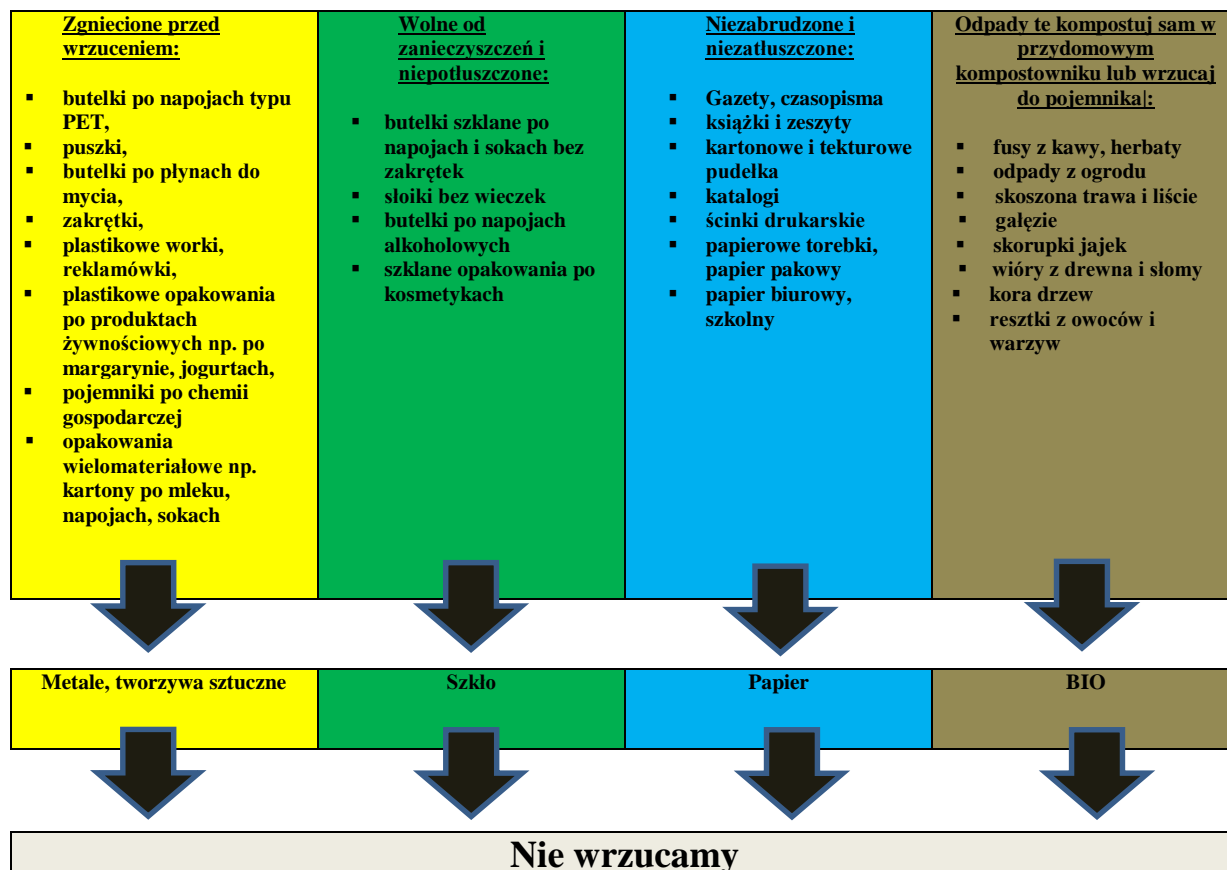 Zgniecione przed
wrzuceniem:
▪ butelki po napojach typu
PET,
▪ puszki,
▪ butelki po płynach do
mycia,
▪ zakrętki,
▪ plastikowe worki,
reklamówki,
▪ plastikowe opakowania
po produktach
żywnościowych np. po
margarynie, jogurtach,
▪ pojemniki po chemii
gospodarczej
▪ opakowania
wielomateriałowe np.
kartony po mleku,
napojach, sokach
Wolne od
zanieczyszczeń i
niepotłuszczone:
▪ butelki szklane po
napojach i sokach bez
zakrętek
▪ słoiki bez wieczek
▪ butelki po napojach
alkoholowych
▪ szklane opakowania po
kosmetykach
Niezabrudzone i
niezatłuszczone:
▪ Gazety, czasopisma
▪ książki i zeszyty
▪ kartonowe i tekturowe
pudełka
▪ katalogi
▪ ścinki drukarskie
▪ papierowe torebki,
papier pakowy
▪ papier biurowy,
szkolny
Odpady te kompostuj sam w
przydomowym
kompostowniku lub wrzucaj
do pojemnika|:
▪ fusy z kawy, herbaty
▪ odpady z ogrodu
▪ skoszona trawa i liście
▪ gałęzie
▪ skorupki jajek
▪ wióry z drewna i słomy
▪ kora drzew
▪ resztki z owoców i
warzyw
Metale, tworzywa sztuczne
Szkło
Papier
BIO
Nie wrzucamy